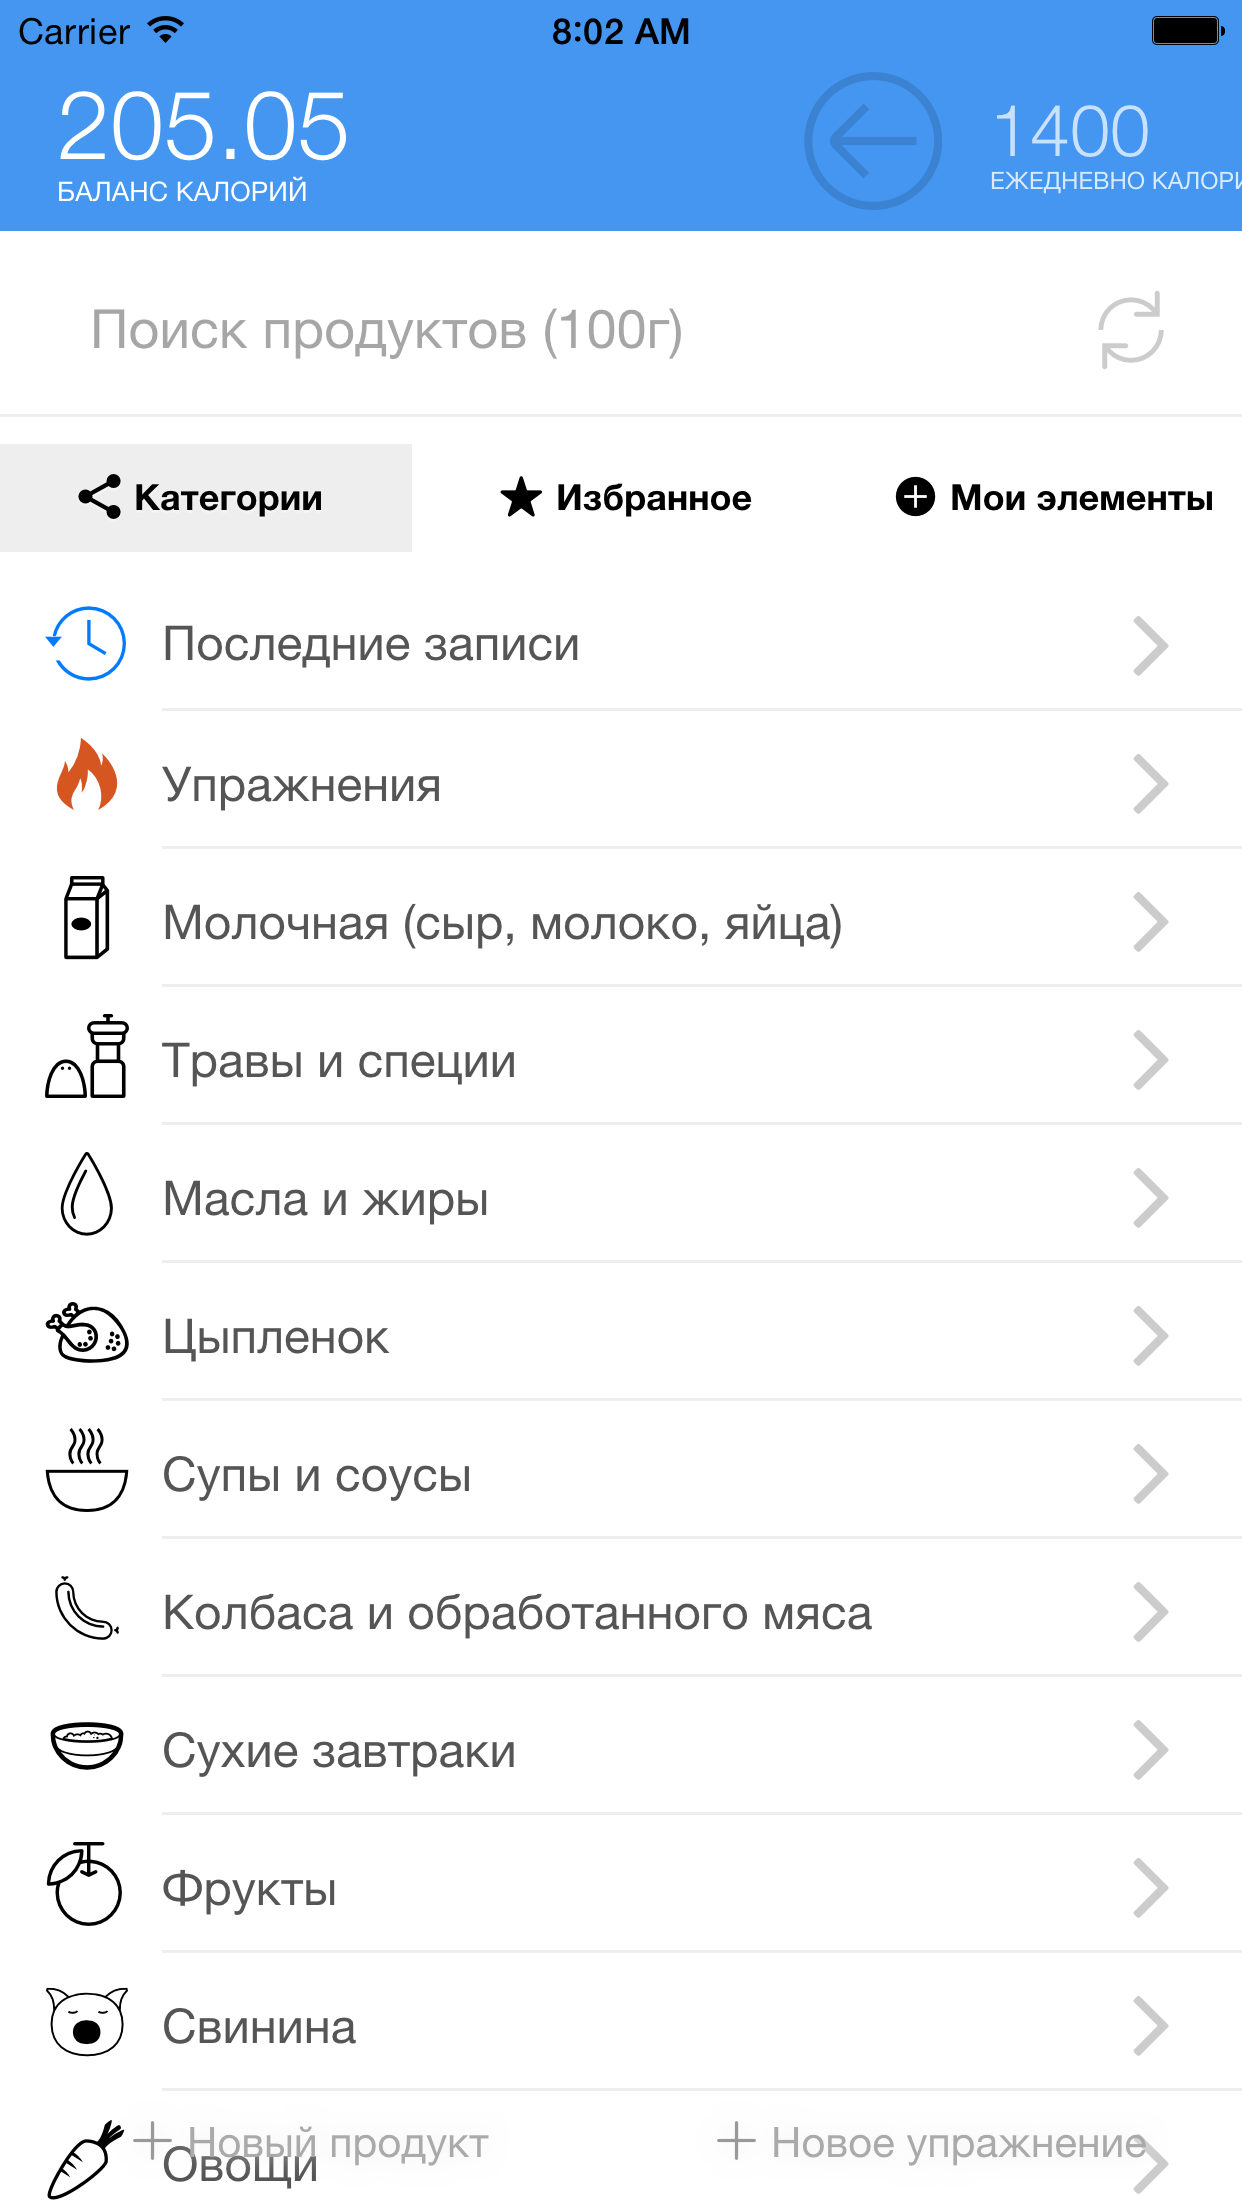 Carrier 8:02 AM
205.05
БАЛАНС КАЛОРИЙ
1400
ЕЖЕДНЕВНО КАЛОРИ
Поиск продуктов (100г)
Категории Избранное Мои элементы
Последние записи
Упражнения
Молочная (сыр, молоко, яйца)
Травы и специи
Масла и жиры
Цыпленок
Супы и соусы
Колбаса и обработанного мяса
Сухие завтраки
Фрукты
Свинина
Новый продукт Новое упражнение
Овощи